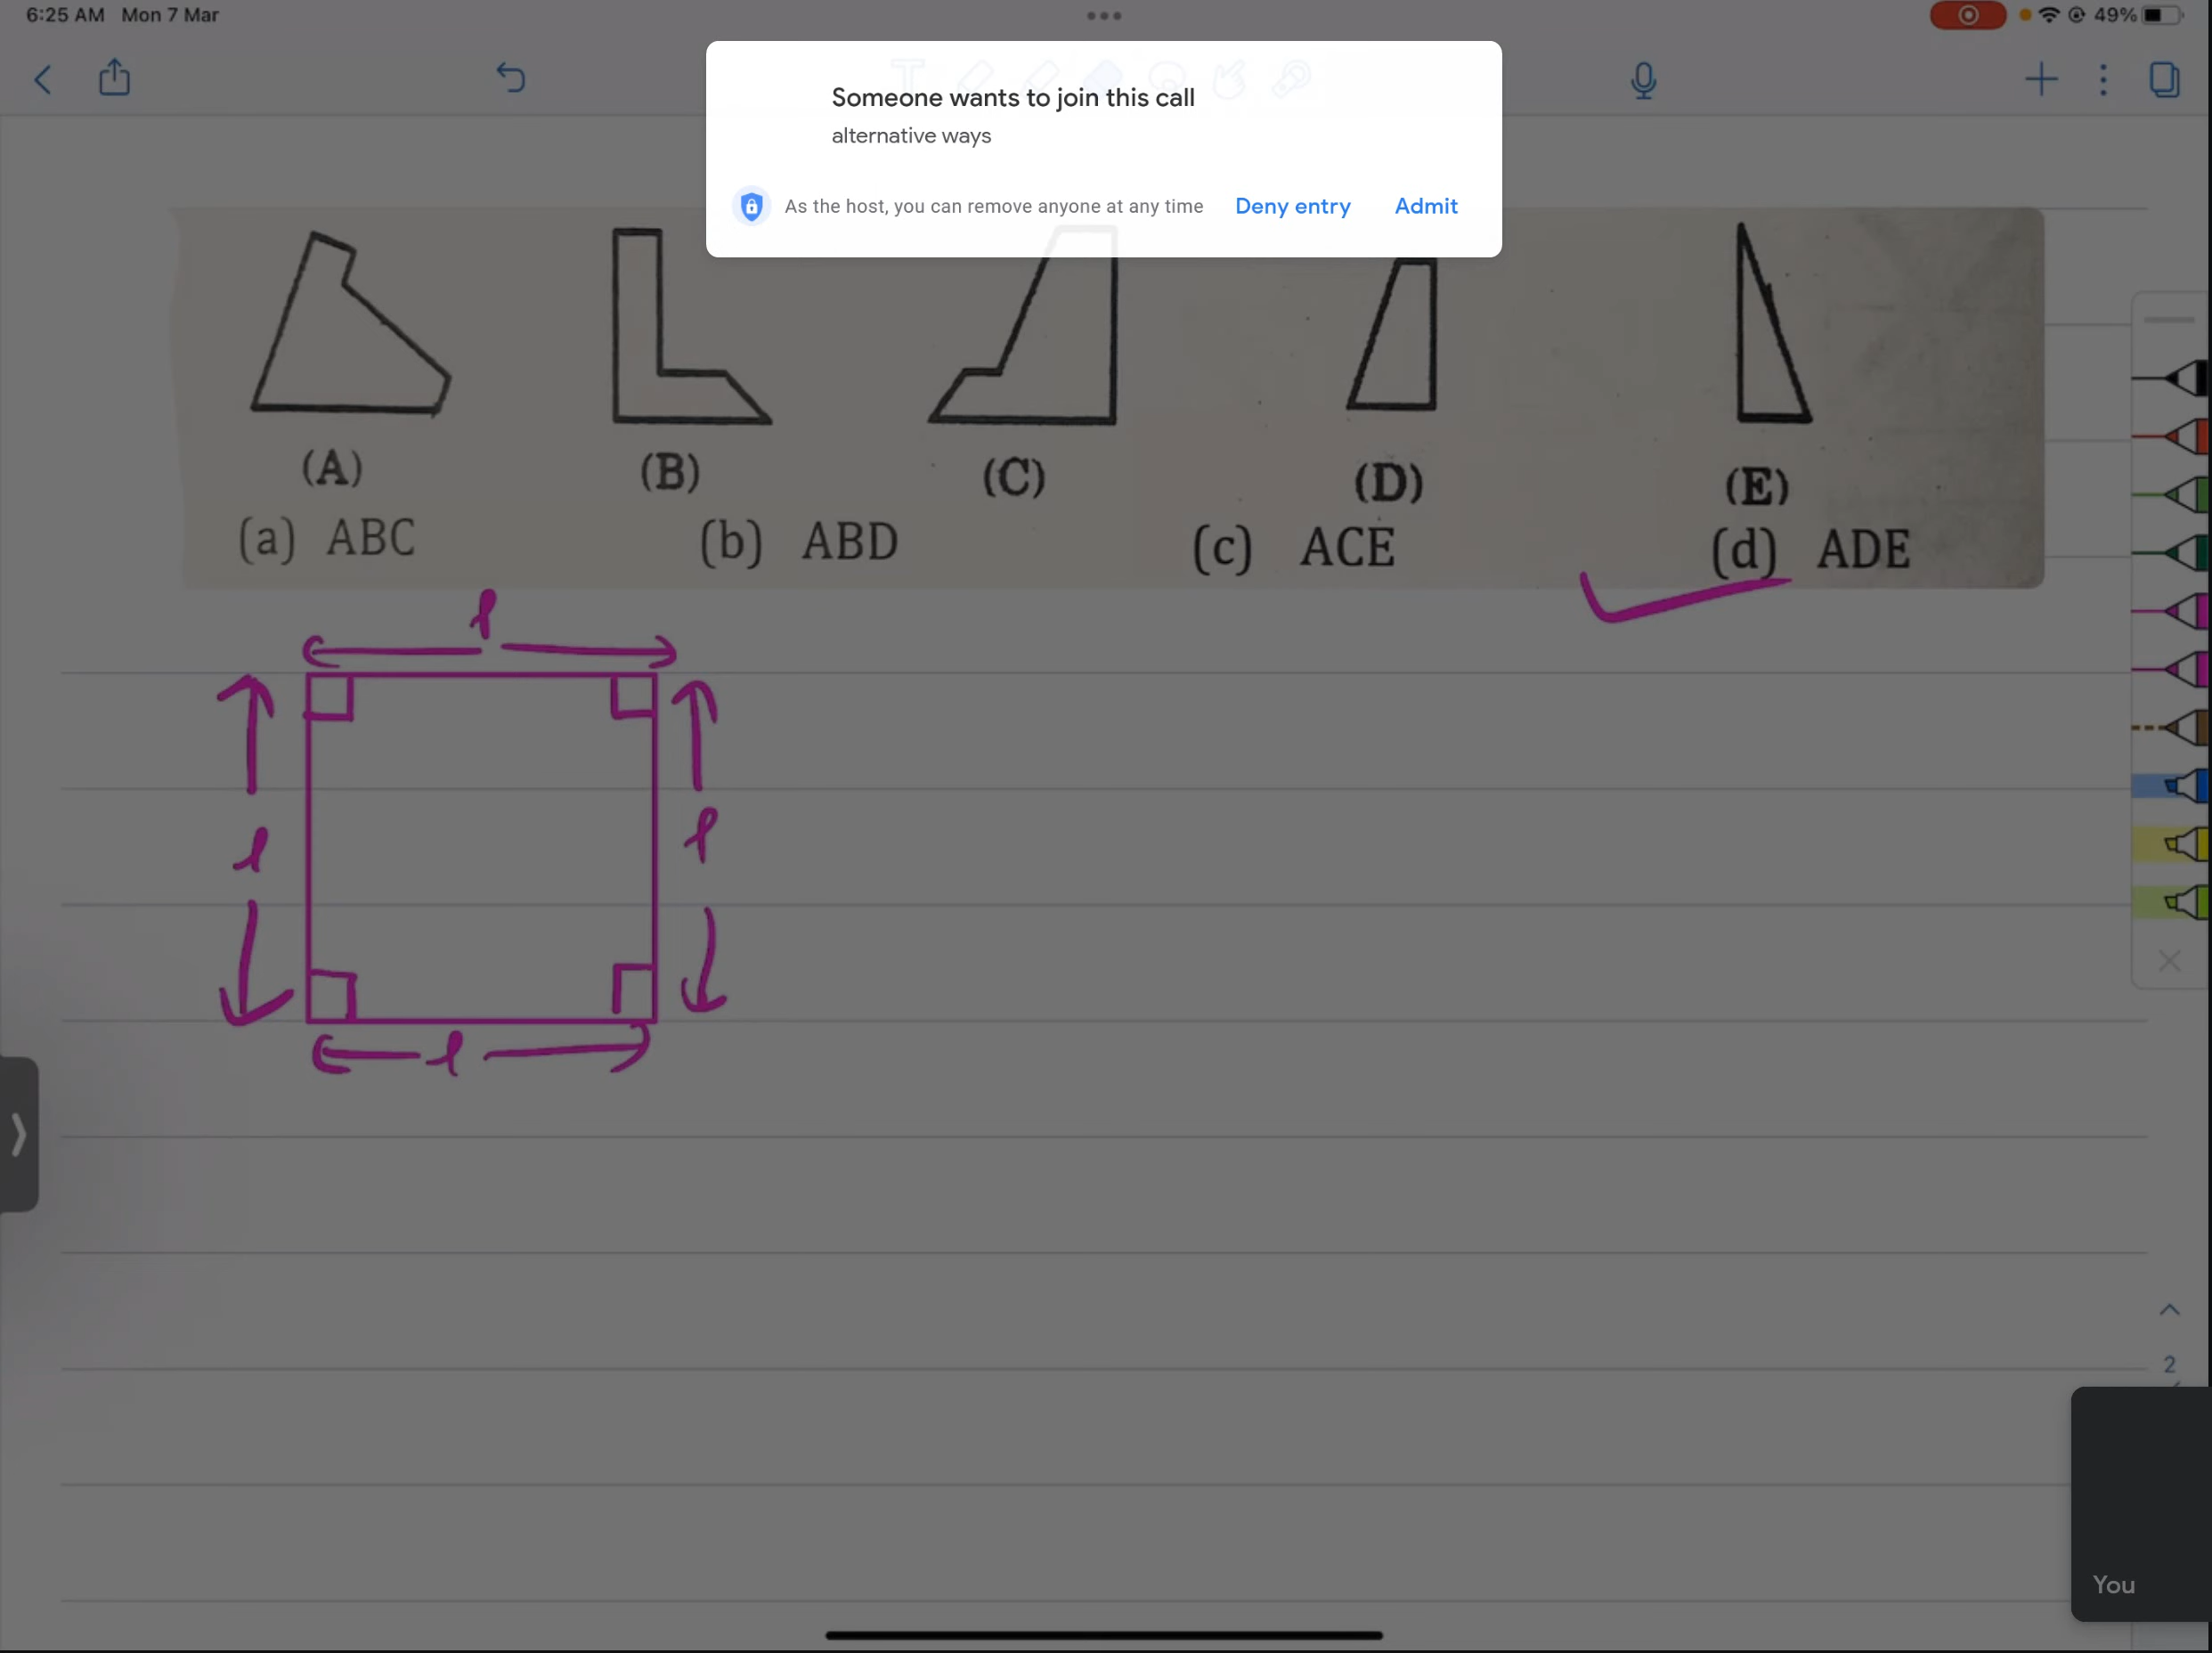 6:25 AM Mon 7 Mar
49%
Someone wants to join this call
alternative ways
As the host, you can remove anyone at any time Deny entry Admit
(A) (B) (C) (D) (E)
(a) ABC (b) ABD (c) ACE (d) ADE
l
l l
l
2
You